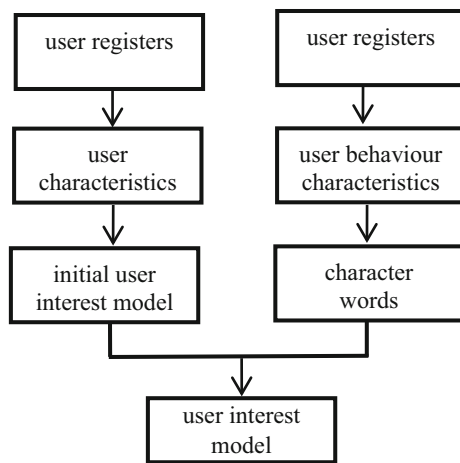 user registers
user
characteristics
initial user
interest model
user registers
user behaviour
characteristics
character
words
user interest
model